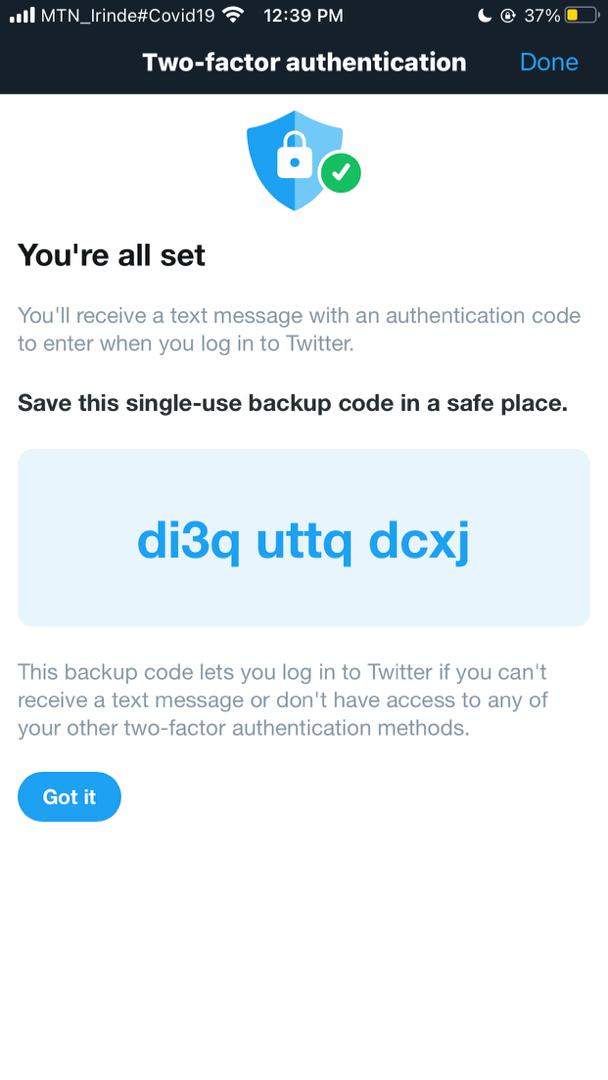 MTN_Irinde#Covid19 12:39 PM 37%
Two-factor authentication Done
You're all set
You'll receive a text message with an authentication code
to enter when you log in to Twitter.
Save this single-use backup code in a safe place.
di3q uttq dcxj
This backup code lets you log in to Twitter if you can't
receive a text message or don't have access to any of
your other two-factor authentication methods.
Got it